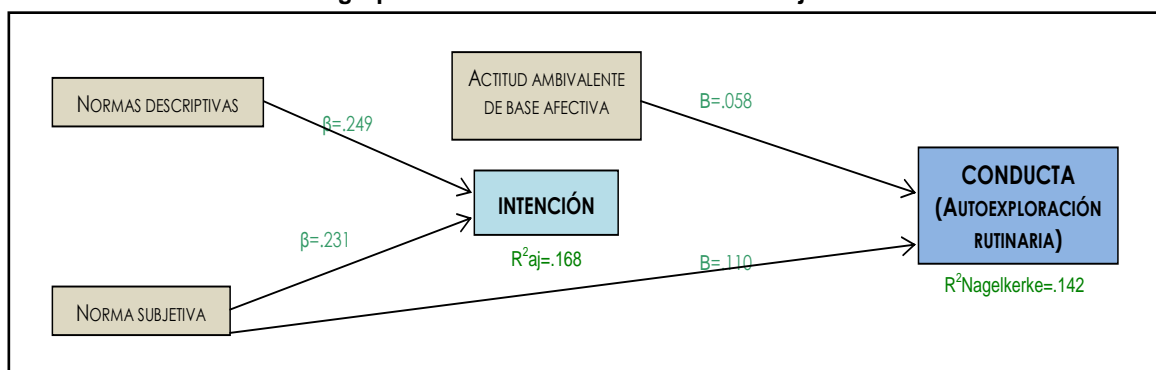 ACTITUD AMBIVALENTE
DE BASE AFECTIVA
NORMAS DESCRIPTIVAS
B=.058
β=.249
CONDUCTA
(AUTOEXPLORACIÓN
RUTINARIA)
INTENCIÓN
β=.231
R²aj=.168
B=.110
R²Nagelkerke=.142
NORMA SUBJETIVA